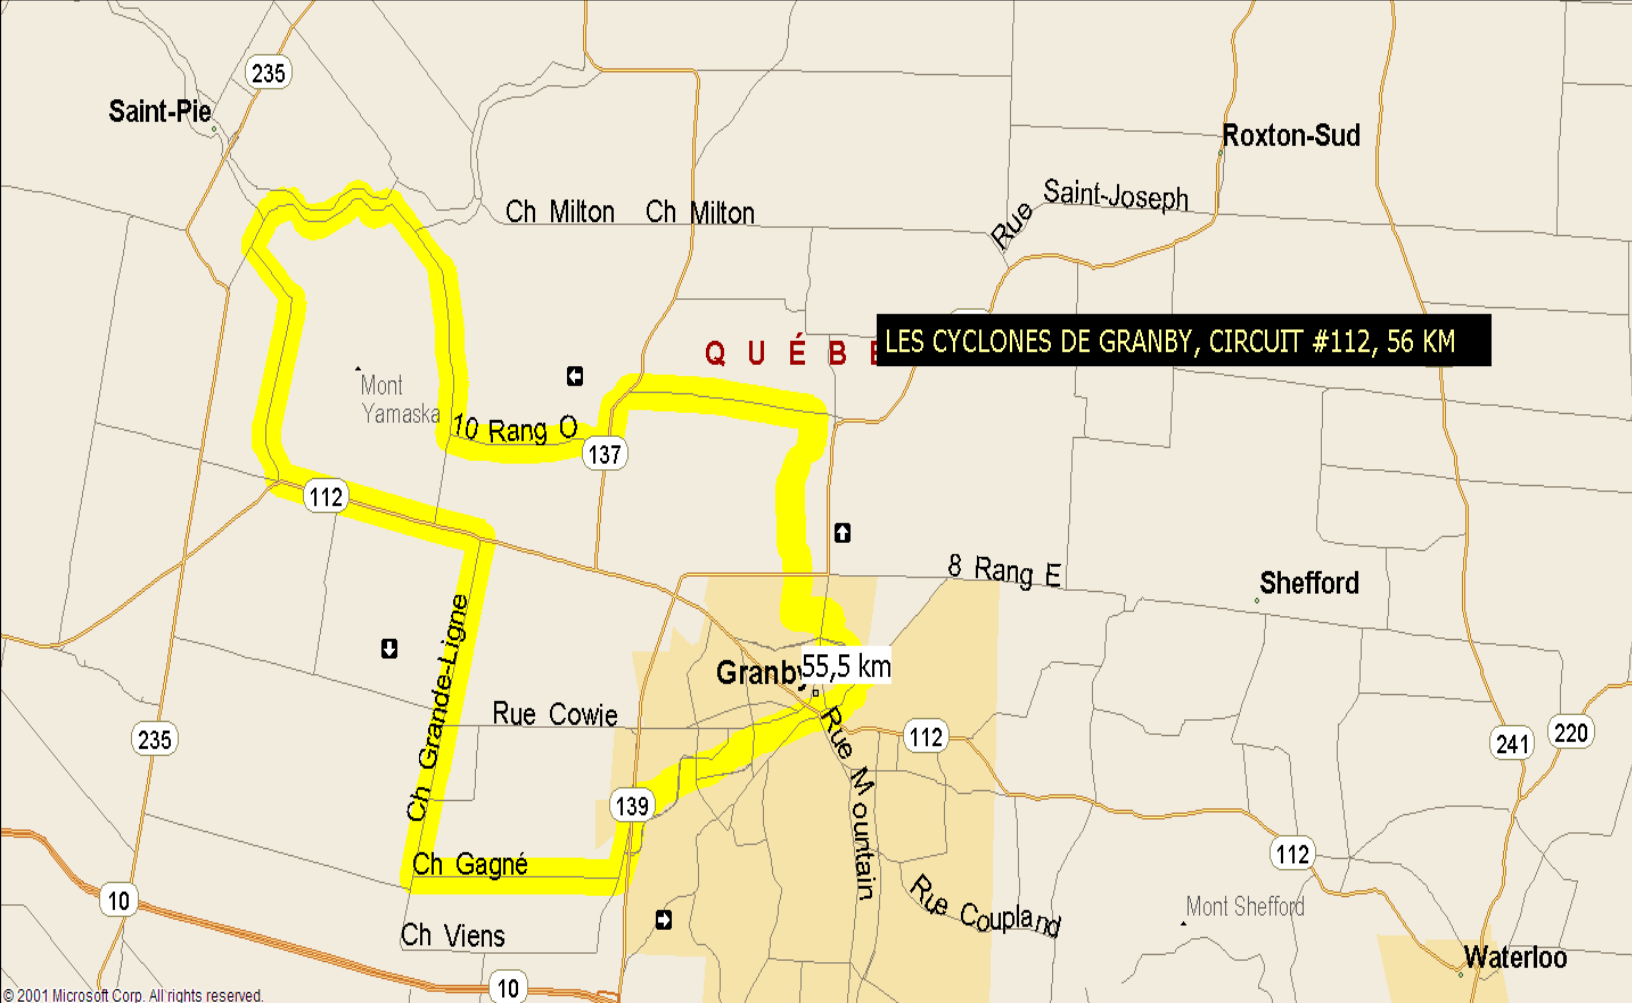 235
Saint-Pie
Roxton-Sud
Saint-Joseph
Rue
Ch Milton Ch Milton
QUÉBE
LES CYCLONES DE GRANBY, CIRCUIT #112, 56 KM
Mont
Yamaska
10 Rang O
137
112
8 Rang E
Shefford
Ch Grande-Ligne
Granby
55,5 km
Rue Cowie
Rue Mountain
112
235
241
220
139
112
Ch Gagné
10
Rue Coupland
Mont Shefford
Ch Viens
Waterloo
10
© 2001 Microsoft Corp. All rights reserved.